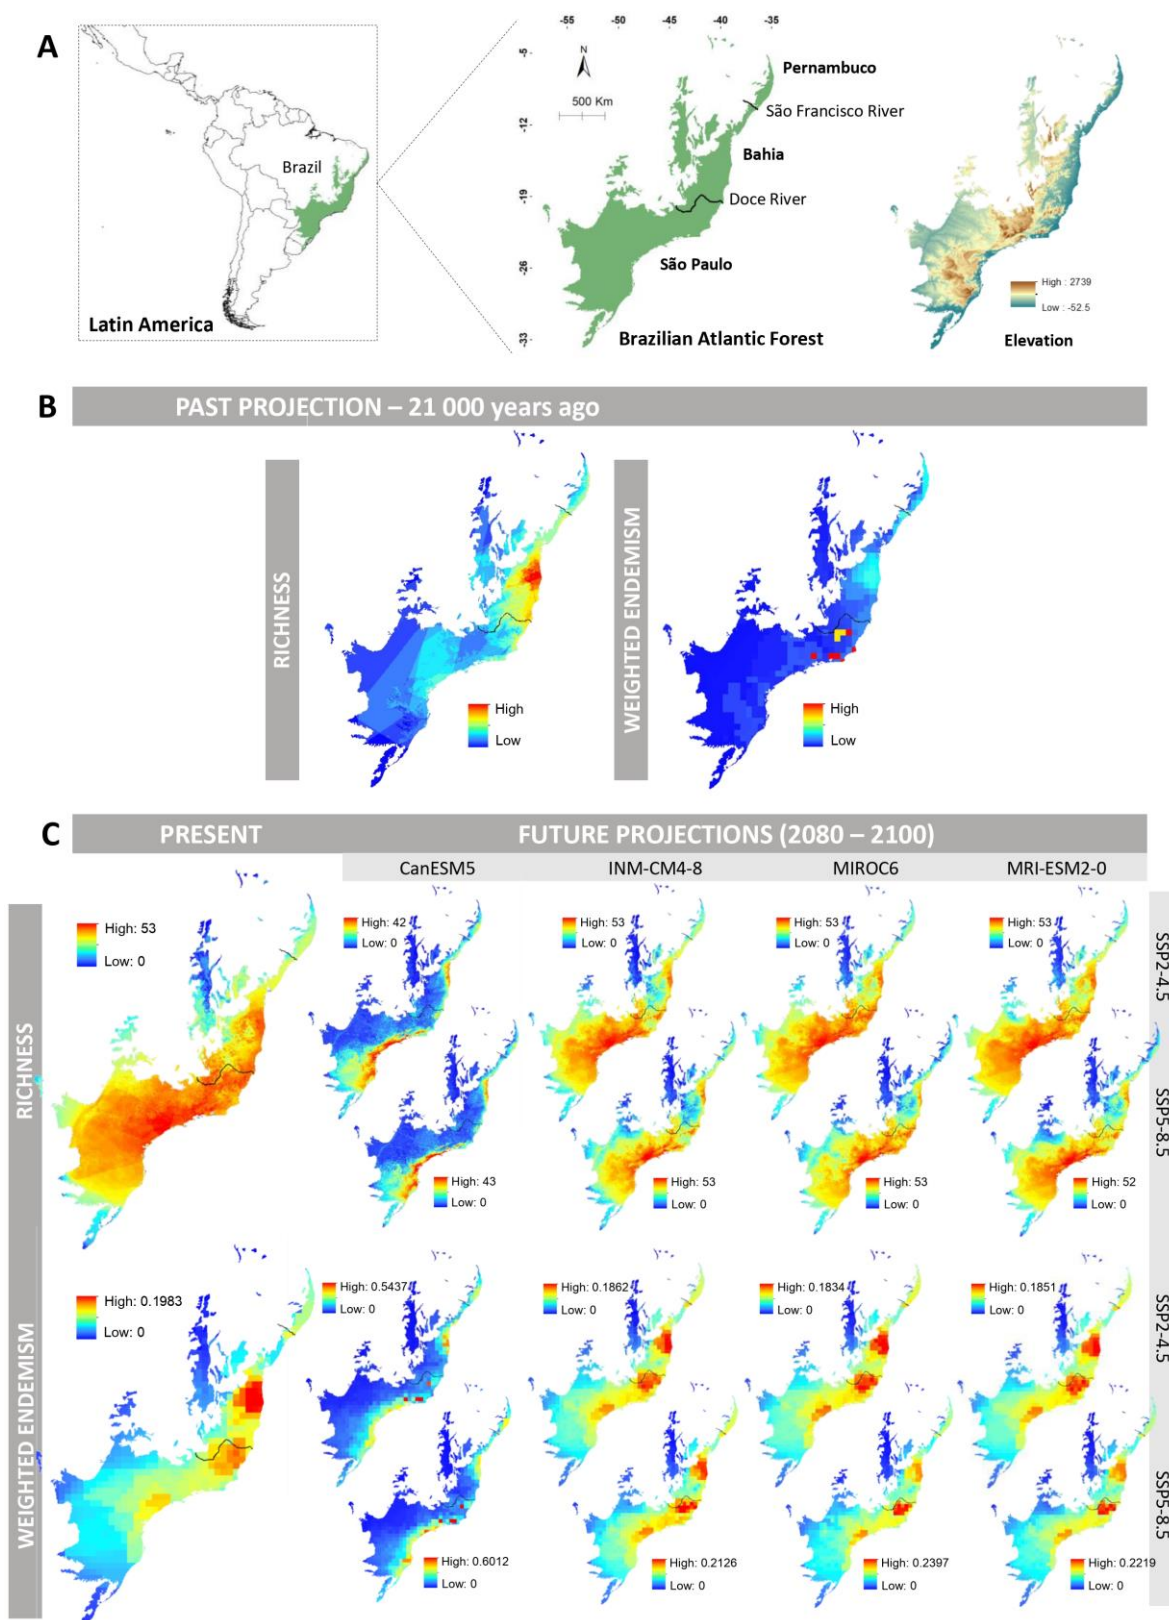 A
-55 -50 -45 -40 -35
-5
-12
-19
-26
-33
N
500 Km
Pernambuco
São Francisco River
Bahia
Doce River
São Paulo
Brazilian Atlantic Forest
Brazil
Latin America
High : 2739
Low : -52.5
Elevation
B
PAST PROJECTION – 21 000 years ago
RICHNESS
High
Low
WEIGHTED ENDEMISM
High
Low
C
PRESENT
FUTURE PROJECTIONS (2080 – 2100)
CanESM5
INM-CM4-8
MIROC6
MRI-ESM2-0
RICHNESS
High: 53
Low: 0
SSP2-4.5
High: 42
Low: 0
High: 53
Low: 0
High: 53
Low: 0
High: 53
Low: 0
SSP5-8.5
High: 43
Low: 0
High: 53
Low: 0
High: 53
Low: 0
High: 52
Low: 0
WEIGHTED ENDEMISM
High: 0.1983
Low: 0
SSP2-4.5
High: 0.5437
Low: 0
High: 0.1862
Low: 0
High: 0.1834
Low: 0
High: 0.1851
Low: 0
SSP5-8.5
High: 0.6012
Low: 0
High: 0.2126
Low: 0
High: 0.2397
Low: 0
High: 0.2219
Low: 0